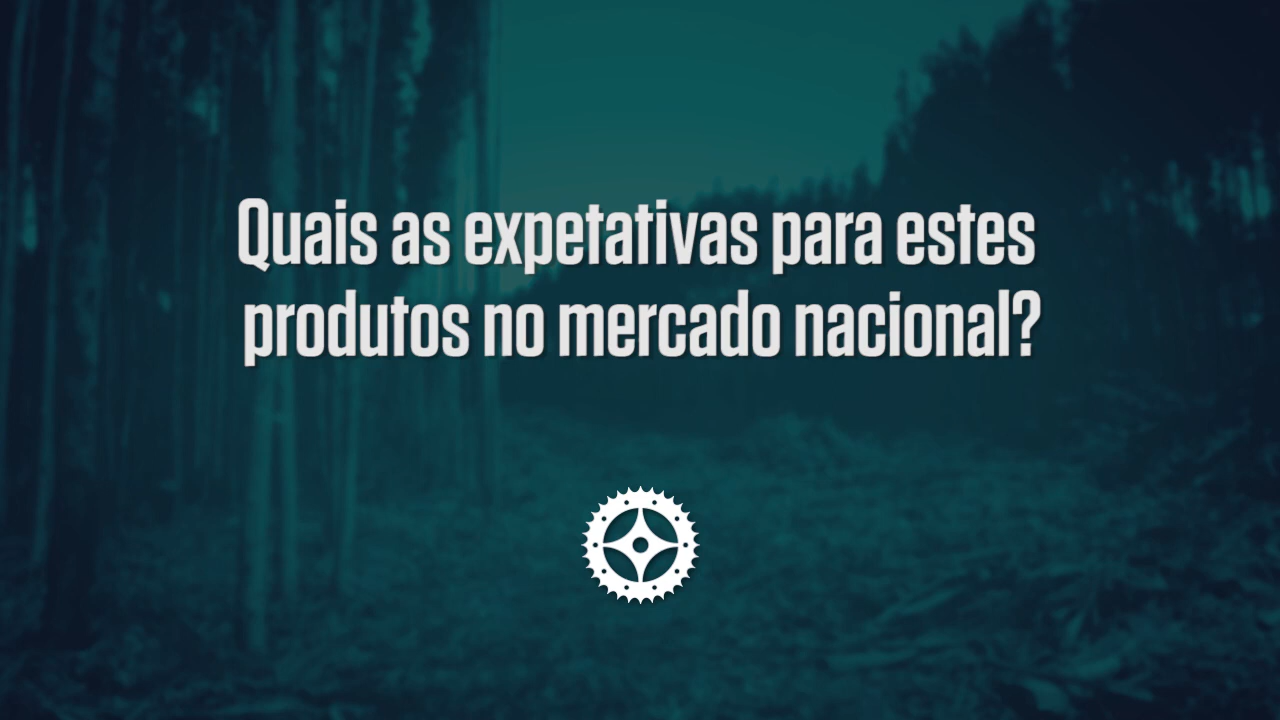 Quais as expetativas para estes
produtos no mercado nacional?